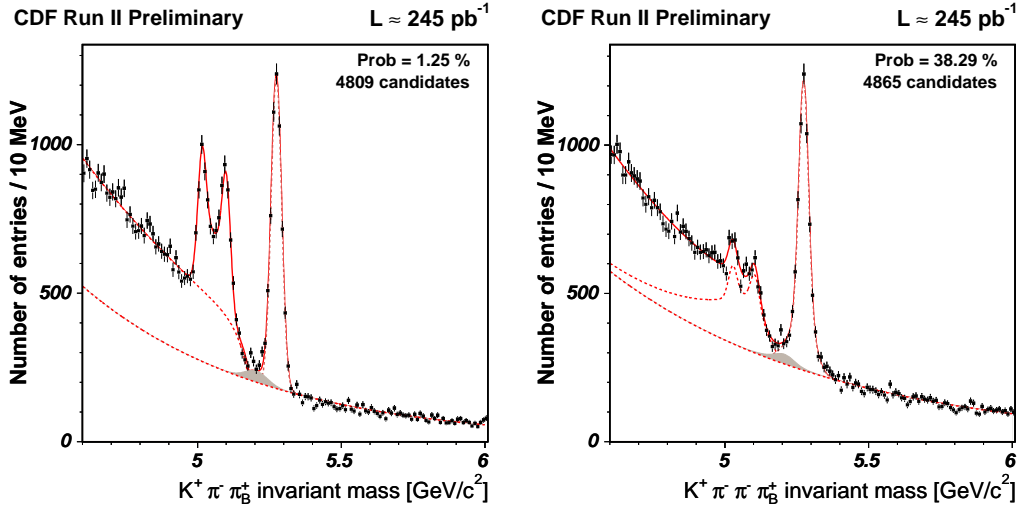 CDF Run II Preliminary L ≈ 245 pb⁻¹
Prob = 1.25 %
4809 candidates
Number of entries / 10 MeV
1000
500
0
5 5.5 6
K⁺ π⁻ π_B⁺ invariant mass [GeV/c²]
CDF Run II Preliminary L ≈ 245 pb⁻¹
Prob = 38.29 %
4865 candidates
Number of entries / 10 MeV
1000
500
0
5 5.5 6
K⁺ π⁻ π⁻ π_B⁺ invariant mass [GeV/c²]